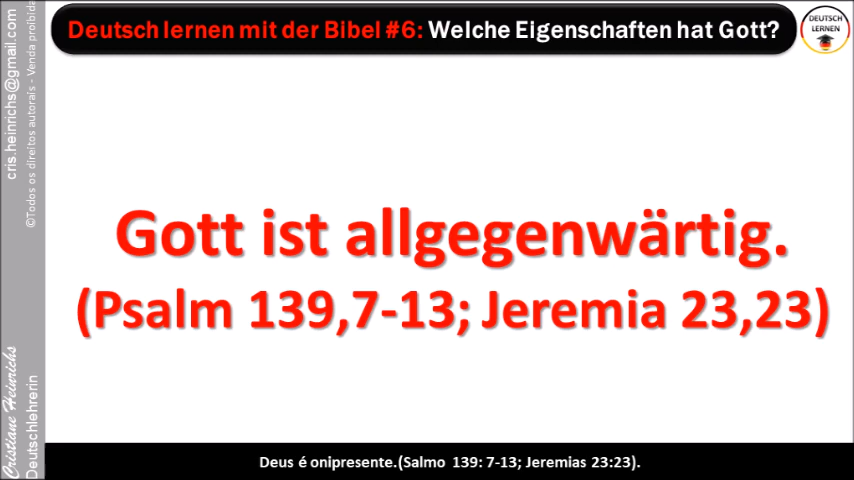 Deutsch lernen mit der Bibel #6: Welche Eigenschaften hat Gott?
DEUTSCH
LERNEN
Gott ist allgegenwärtig.
(Psalm 139,7-13; Jeremia 23,23)
Deus é onipresente.(Salmo 139: 7-13; Jeremias 23:23).
Cristiane Heinrichs
Deutschlehrerin
cris.heinrichs@gmail.com
©Todos os direitos autorais - Venda proibida